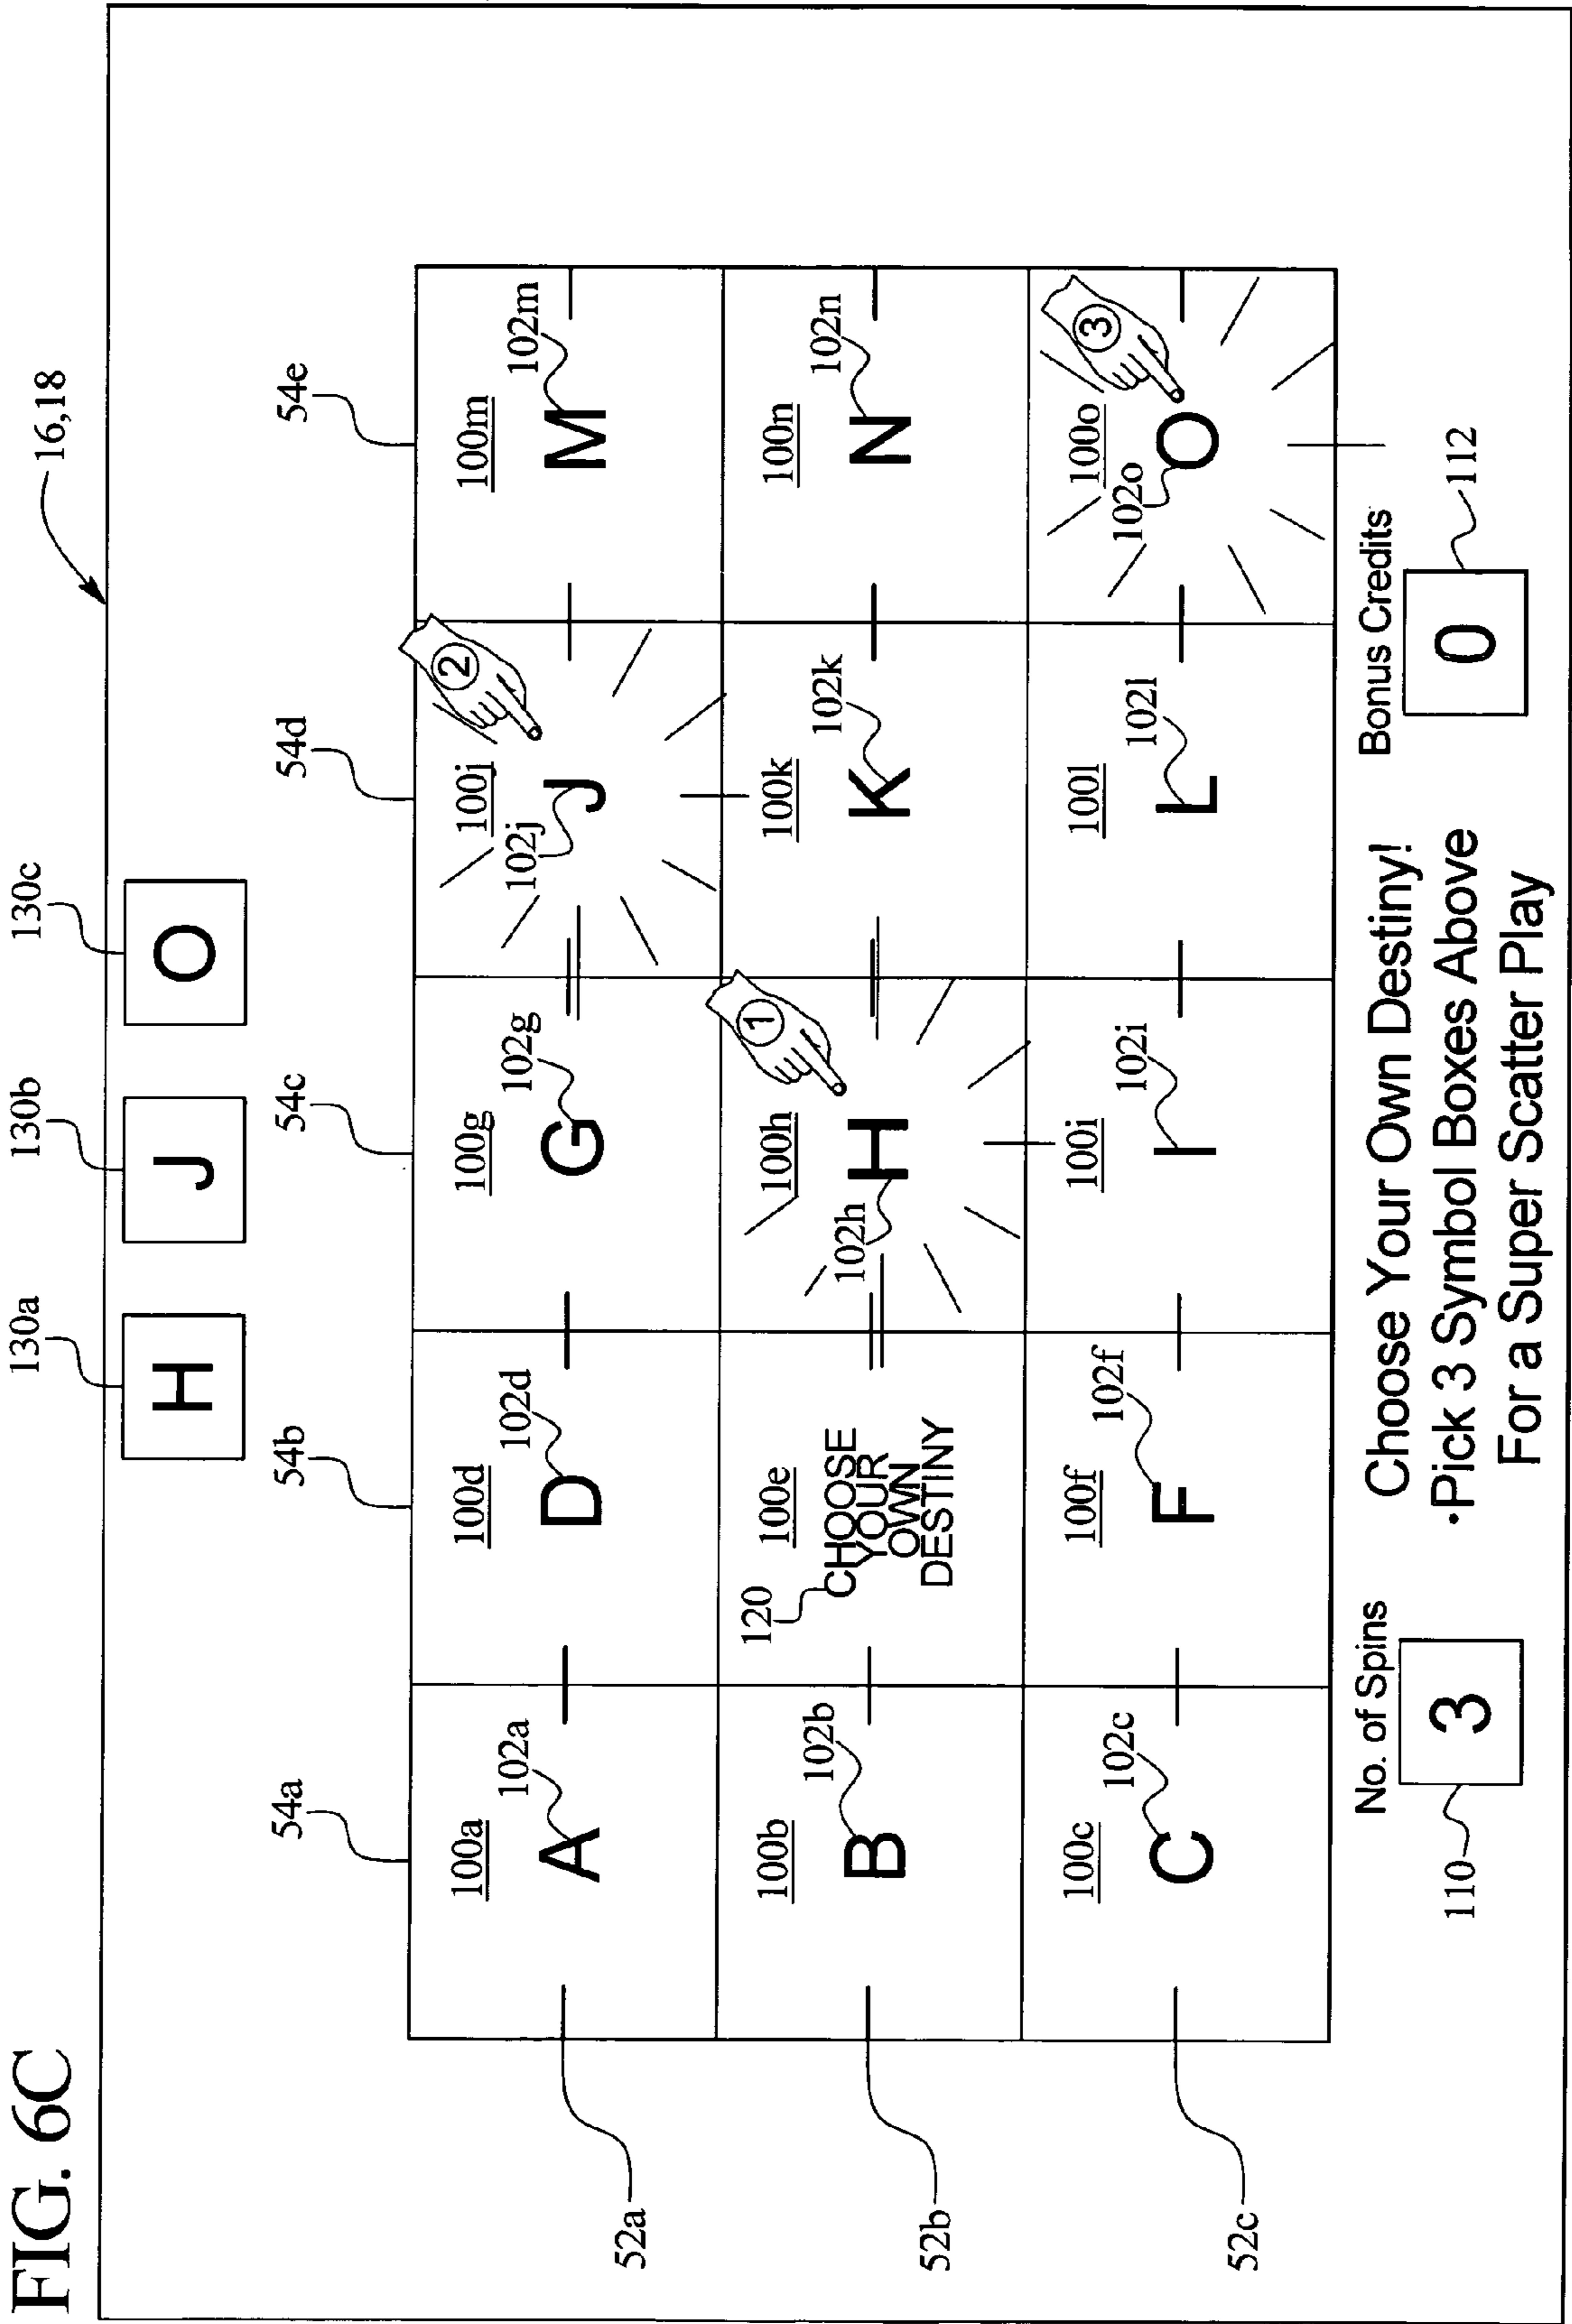 FIG. 6C
16,18
130a 130b 130c
H J O
54a 54b 54c 54d 54e
100a 100d 100g 100j 100m
② 
A 102a D 102d G 102g 102j J M 102m
52a
100b 120 100e 100h 100k 100n
①
B 102b CHOOSE 102h H K 102k N 102n
YOUR
OWN
DESTINY
52b
100c 100f 100i 100l 100o
③
C 102c F 102f I 102i L 102l 102o O
52c
No. of Spins
110 3
Choose Your Own Destiny!
•Pick 3 Symbol Boxes Above
For a Super Scatter Play
Bonus Credits
0 112